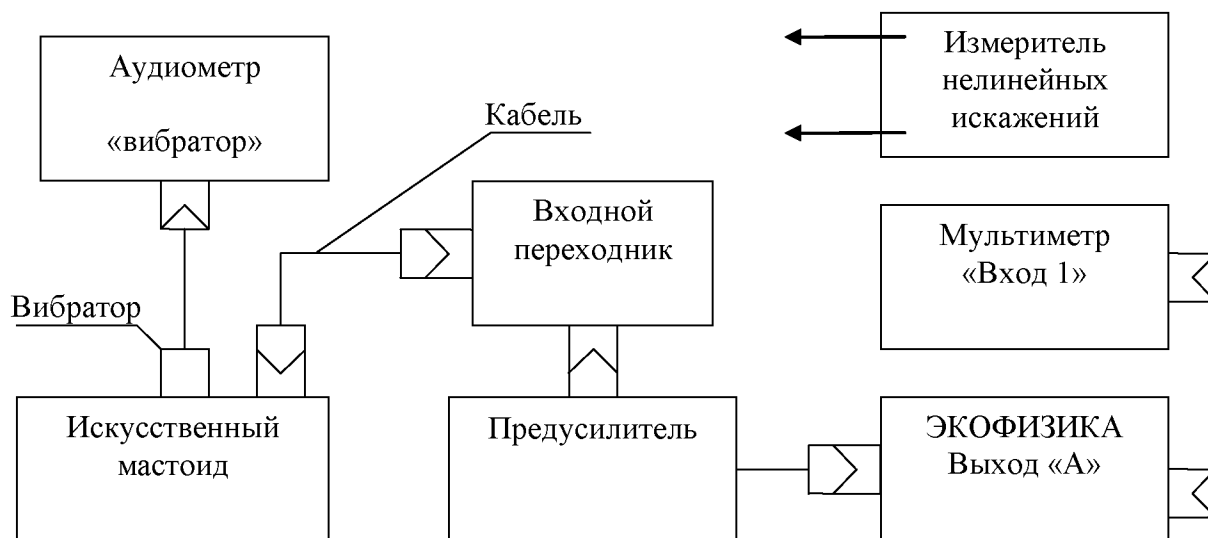 Аудиометр
«вибратор»
Измеритель
нелинейных
искажений
Кабель
Входной
переходник
Мультиметр
«Вход 1»
Вибратор
Искусственный
мастоид
Предусилитель
ЭКОФИЗИКА
Выход «А»